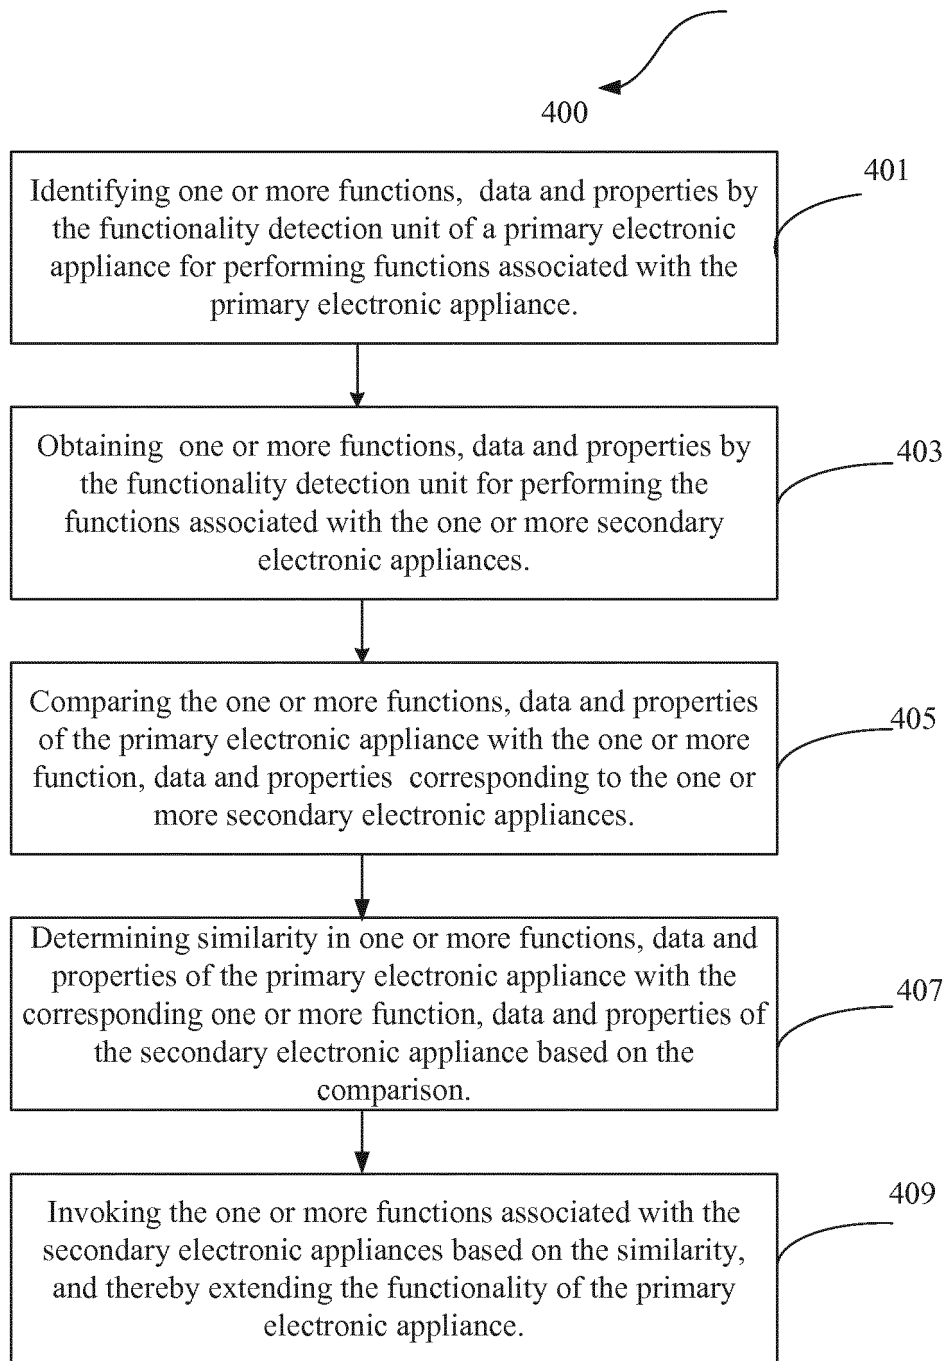 400
401
Identifying one or more functions, data and properties by
the functionality detection unit of a primary electronic
appliance for performing functions associated with the
primary electronic appliance.
403
Obtaining one or more functions, data and properties by
the functionality detection unit for performing the
functions associated with the one or more secondary
electronic appliances.
405
Comparing the one or more functions, data and properties
of the primary electronic appliance with the one or more
function, data and properties corresponding to the one or
more secondary electronic appliances.
407
Determining similarity in one or more functions, data and
properties of the primary electronic appliance with the
corresponding one or more function, data and properties of
the secondary electronic appliance based on the
comparison.
409
Invoking the one or more functions associated with the
secondary electronic appliances based on the similarity,
and thereby extending the functionality of the primary
electronic appliance.